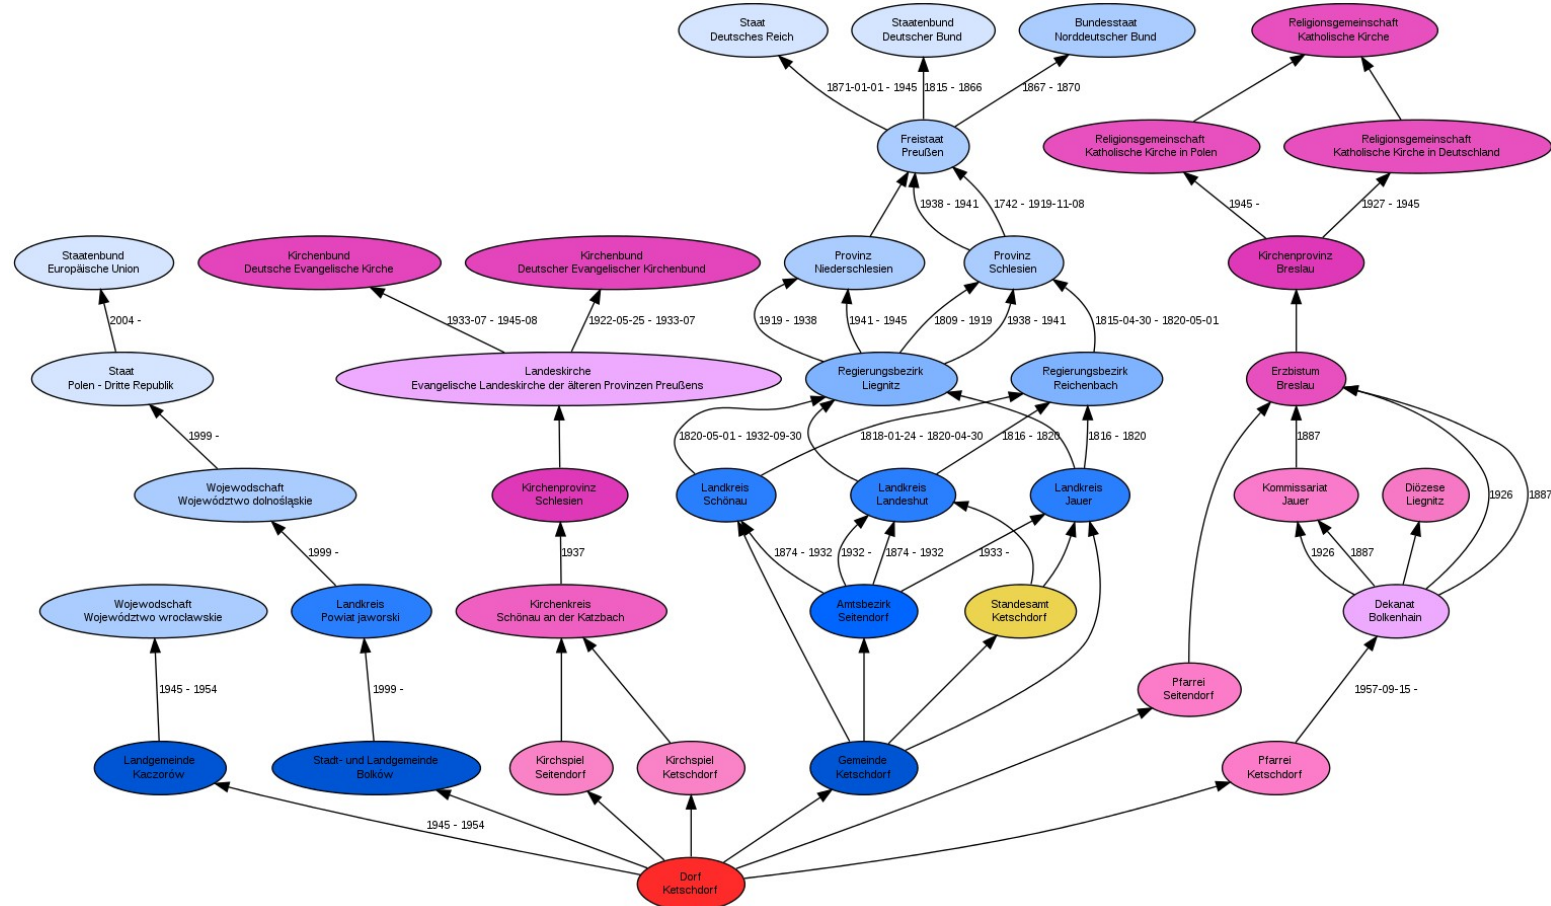 Staat
Deutsches Reich
Staatenbund
Deutscher Bund
Bundesstaat
Norddeutscher Bund
Religionsgemeinschaft
Katholische Kirche
1871-01-01 - 1945
1815 - 1866
1867 - 1870
Freistaat
Preußen
Religionsgemeinschaft
Katholische Kirche in Polen
Religionsgemeinschaft
Katholische Kirche in Deutschland
1938 - 1941
1742 - 1919-11-08
1945 -
1927 - 1945
Staatenbund
Europäische Union
Kirchenbund
Deutsche Evangelische Kirche
Kirchenbund
Deutscher Evangelischer Kirchenbund
Provinz
Niederschlesien
Provinz
Schlesien
Kirchenprovinz
Breslau
2004 -
1933-07 - 1945-08
1922-05-25 - 1933-07
1919 - 1938
1941 - 1945
1809 - 1919
1938 - 1941
1815-04-30 - 1820-05-01
Staat
Polen - Dritte Republik
Landeskirche
Evangelische Landeskirche der älteren Provinzen Preußens
Regierungsbezirk
Liegnitz
Regierungsbezirk
Reichenbach
Erzbistum
Breslau
1999 -
1820-05-01 - 1932-09-30
1818-01-24 - 1820-04-30
1816 - 1820
1816 - 1820
1887
Wojewodschaft
Województwo dolnośląskie
Kirchenprovinz
Schlesien
Landkreis
Schönau
Landkreis
Landeshut
Landkreis
Jauer
Kommissariat
Jauer
Diözese
Liegnitz
1926
1887
1999 -
1937
1874 - 1932
1932 -
1874 - 1932
1933 -
1926
1887
Wojewodschaft
Województwo wrocławskie
Landkreis
Powiat jaworski
Kirchenkreis
Schönau an der Katzbach
Amtsbezirk
Seitendorf
Standesamt
Ketschdorf
Dekanat
Bolkenhain
1945 - 1954
1999 -
Pfarrei
Seitendorf
1957-09-15 -
Landgemeinde
Kaczorów
Stadt- und Landgemeinde
Bolków
Kirchspiel
Seitendorf
Kirchspiel
Ketschdorf
Gemeinde
Ketschdorf
Pfarrei
Ketschdorf
1945 - 1954
Dorf
Ketschdorf